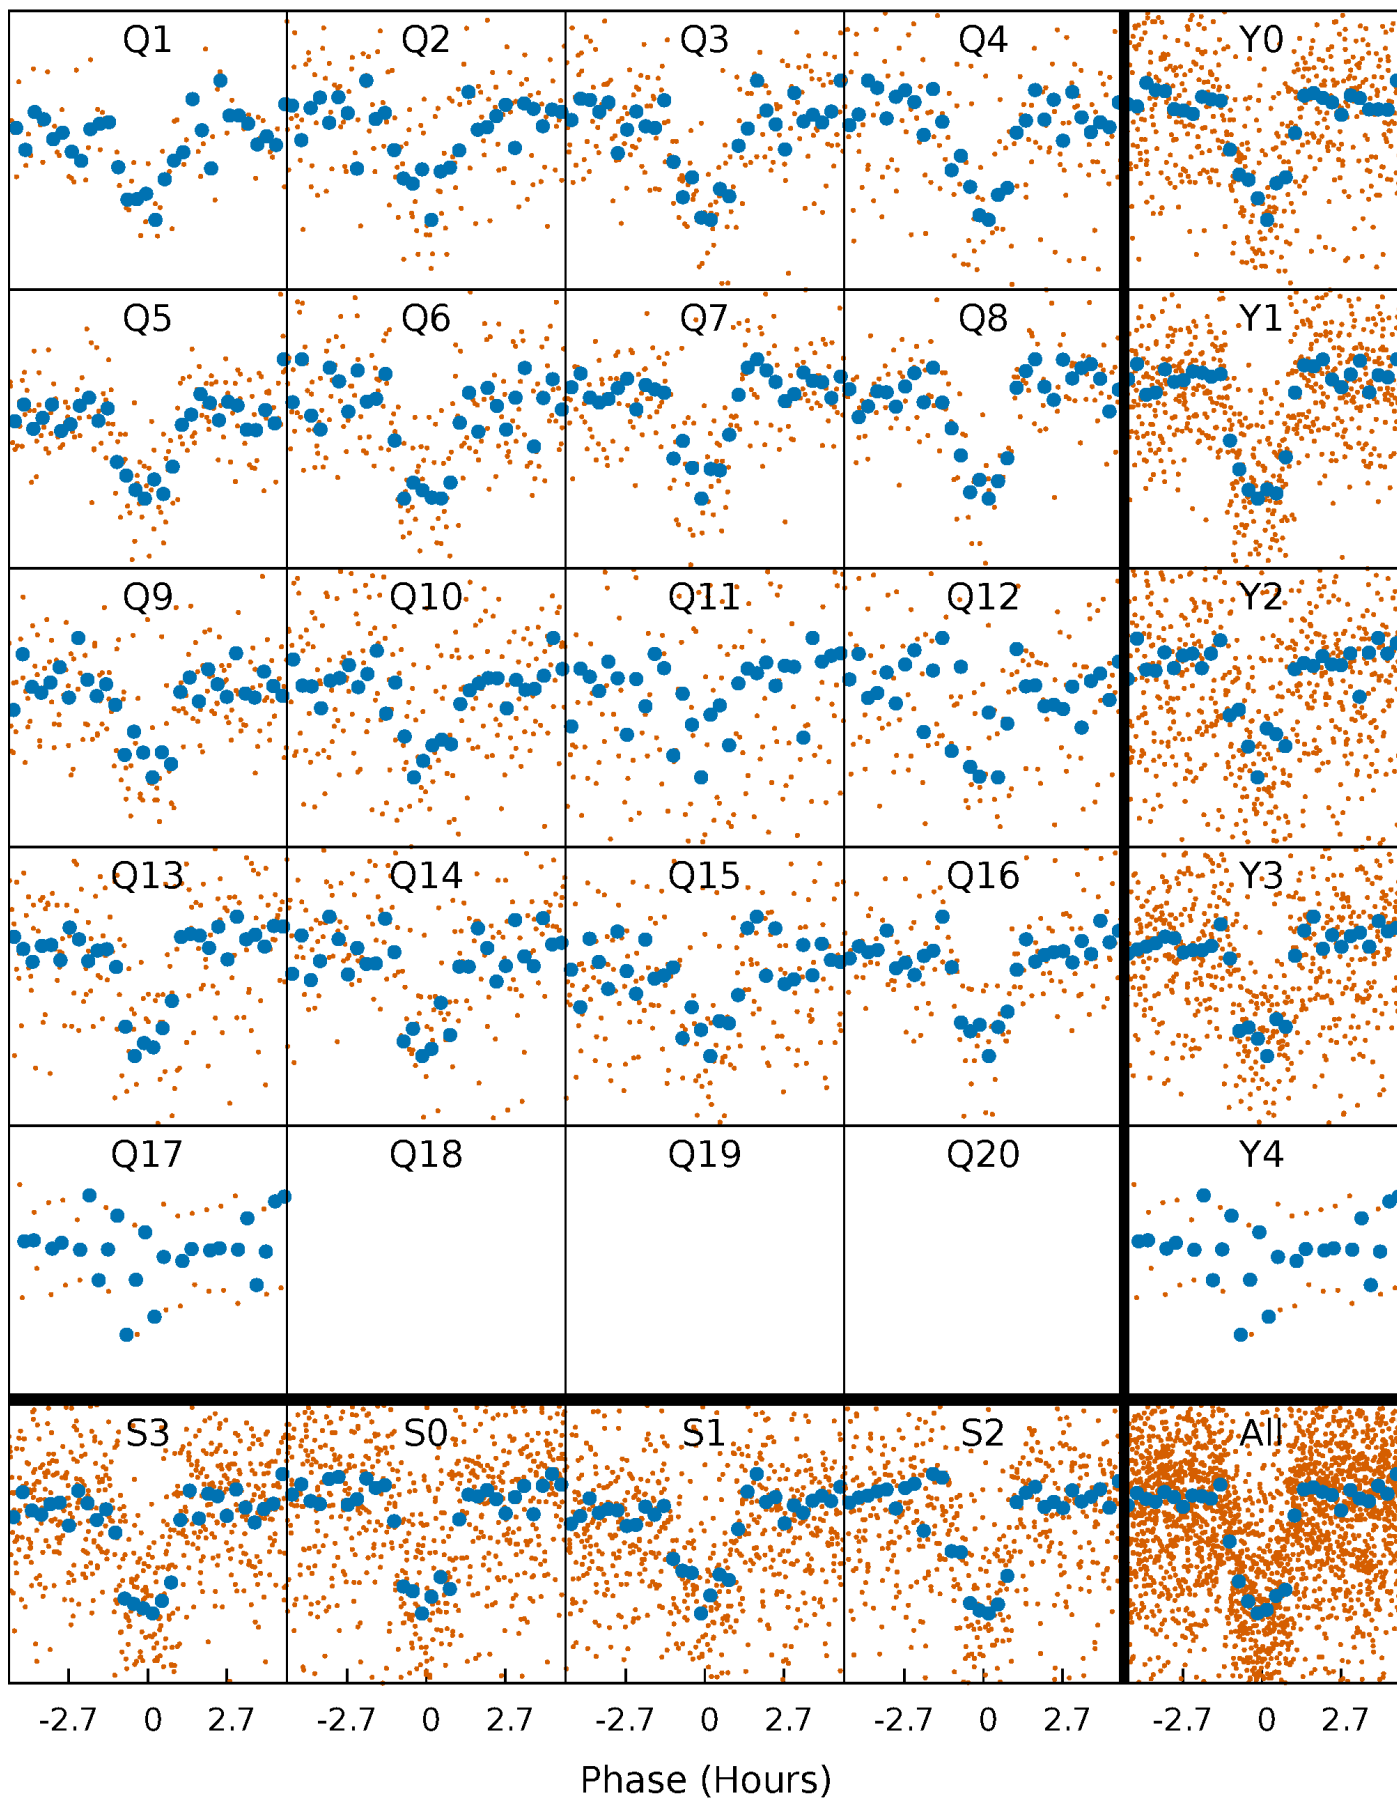 Q1 Q2 Q3 Q4 Y0
Q5 Q6 Q7 Q8 Y1
Q9 Q10 Q11 Q12 Y2
Q13 Q14 Q15 Q16 Y3
Q17 Q18 Q19 Q20 Y4
S3 S0 S1 S2 All
-2.7 0 2.7 -2.7 0 2.7 -2.7 0 2.7 -2.7 0 2.7 -2.7 0 2.7
Phase (Hours)